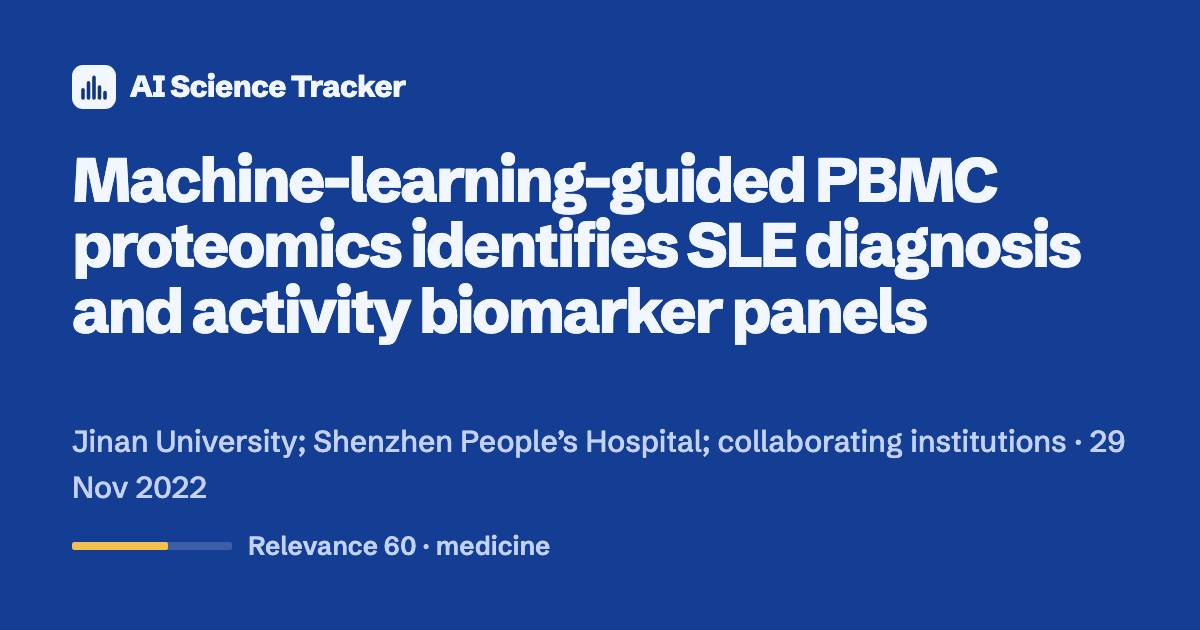 AI Science Tracker
Machine-learning-guided PBMC
proteomics identifies SLE diagnosis
and activity biomarker panels
Jinan University; Shenzhen People’s Hospital; collaborating institutions · 29
Nov 2022
Relevance 60 · medicine